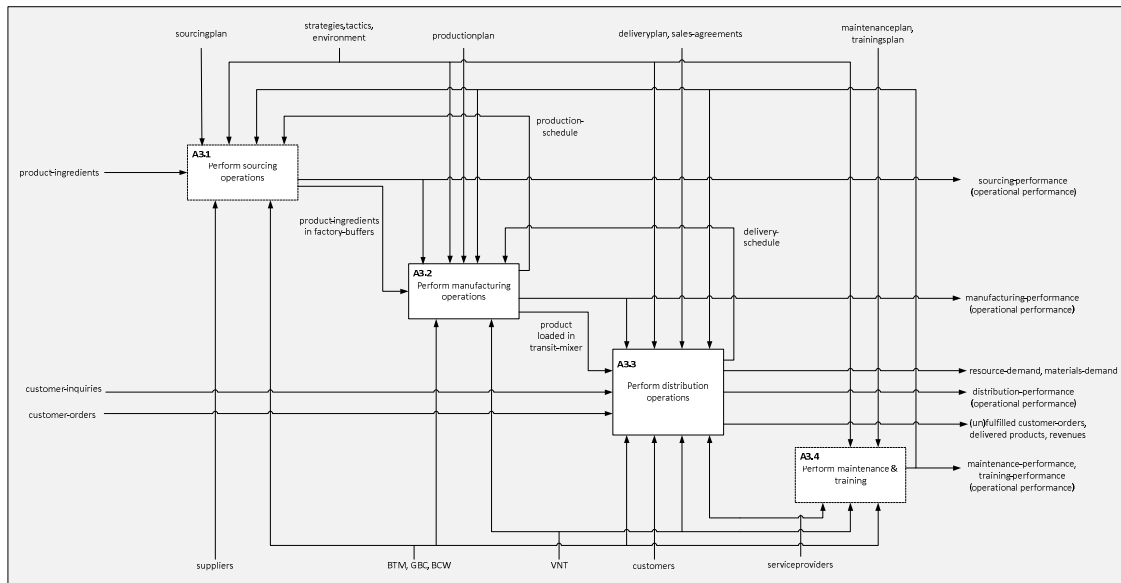 sourcingplan
strategies,tactics,
environment
productionplan
deliveryplan, sales-agreements
maintenanceplan,
trainingsplan
production-
schedule
A3.1
Perform sourcing
operations
product-ingredients
sourcing-performance
(operational performance)
product-ingredients
in factory-buffers
delivery-
schedule
A3.2
Perform manufacturing
operations
manufacturing-performance
(operational performance)
product
loaded in
transit-mixer
A3.3
Perform distribution
operations
resource-demand, materials-demand
customer-inquiries
distribution-performance
(operational performance)
customer-orders
(un)fulfilled customer-orders,
delivered products, revenues
A3.4
Perform maintenance &
training
maintenance-performance,
training-performance
(operational performance)
suppliers
BTM, GBC, BCW
VNT
customers
serviceproviders